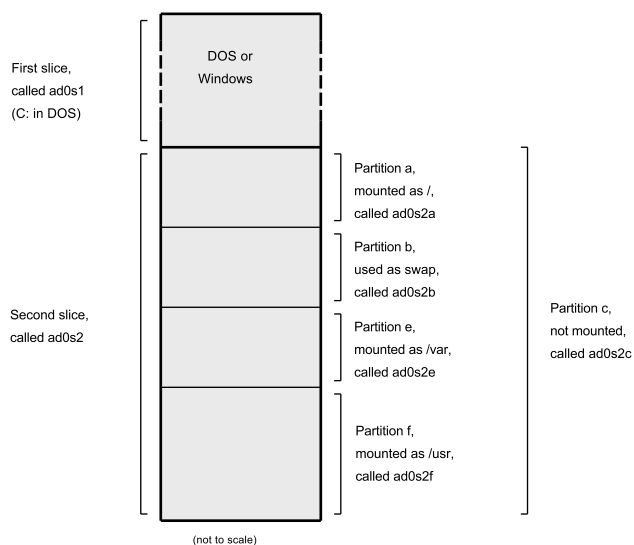 DOS or
Windows
First slice,
called ad0s1
(C: in DOS)
Partition a,
mounted as /,
called ad0s2a
Partition b,
used as swap,
called ad0s2b
Second slice,
called ad0s2
Partition e,
mounted as /var,
called ad0s2e
Partition c,
not mounted,
called ad0s2c
Partition f,
mounted as /usr,
called ad0s2f
(not to scale)